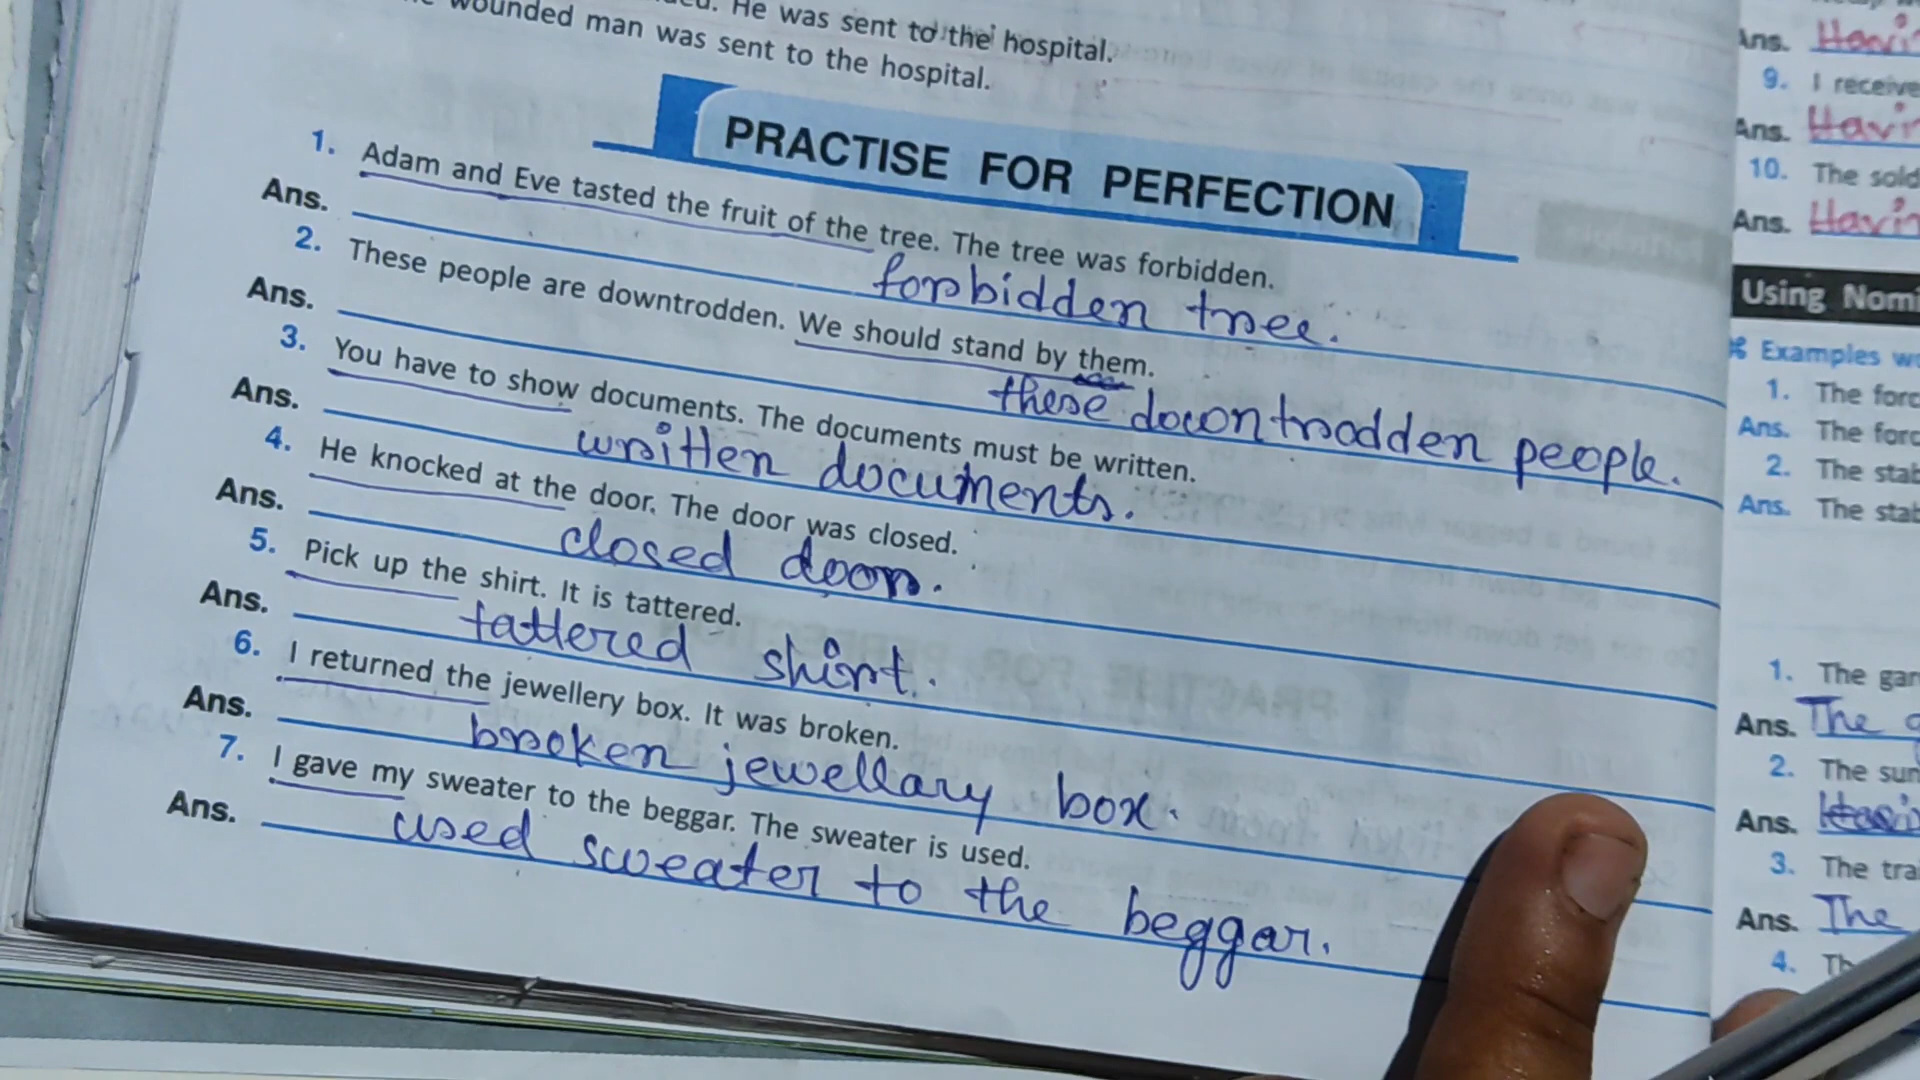 He was sent to the hospital.
wounded man was sent to the hospital.
PRACTISE FOR PERFECTION
1. Adam and Eve tasted the fruit of the tree. The tree was forbidden.
Ans. forbidden tree.
2. These people are downtrodden. We should stand by them.
Ans. these downtrodden people.
3. You have to show documents. The documents must be written.
Ans. written documents.
4. He knocked at the door. The door was closed.
Ans. closed door.
5. Pick up the shirt. It is tattered.
Ans. tattered shirt.
6. I returned the jewellery box. It was broken.
Ans. broken jewellary box.
7. I gave my sweater to the beggar. The sweater is used.
Ans. used sweater to the beggar.
Ans.
9. I receive
Ans.
10. The sold
Ans.
Using Nomi
Examples
1. The forc
Ans. The forc
2. The stab
Ans. The stab
1. The gar
Ans. The
2. The sun
Ans.
3. The tra
Ans. The
4. Th